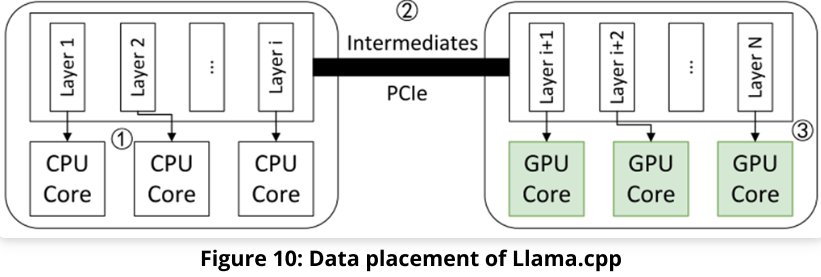 ②
Layer 1
Layer 2
...
Layer i
Intermediates
PCIe
Layer i+1
Layer i+2
...
Layer N
①
③
CPU
Core
CPU
Core
CPU
Core
GPU
Core
GPU
Core
GPU
Core
Figure 10: Data placement of Llama.cpp